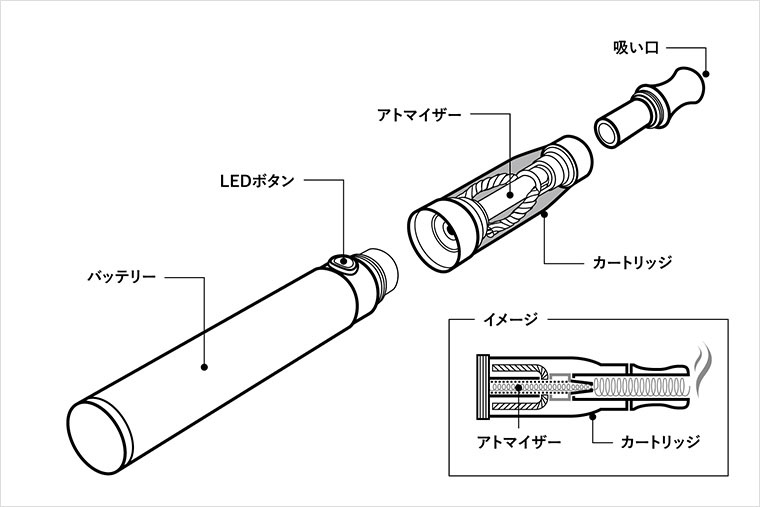 吸い口
アトマイザー
LEDボタン
カートリッジ
バッテリー
イメージ
アトマイザー
カートリッジ